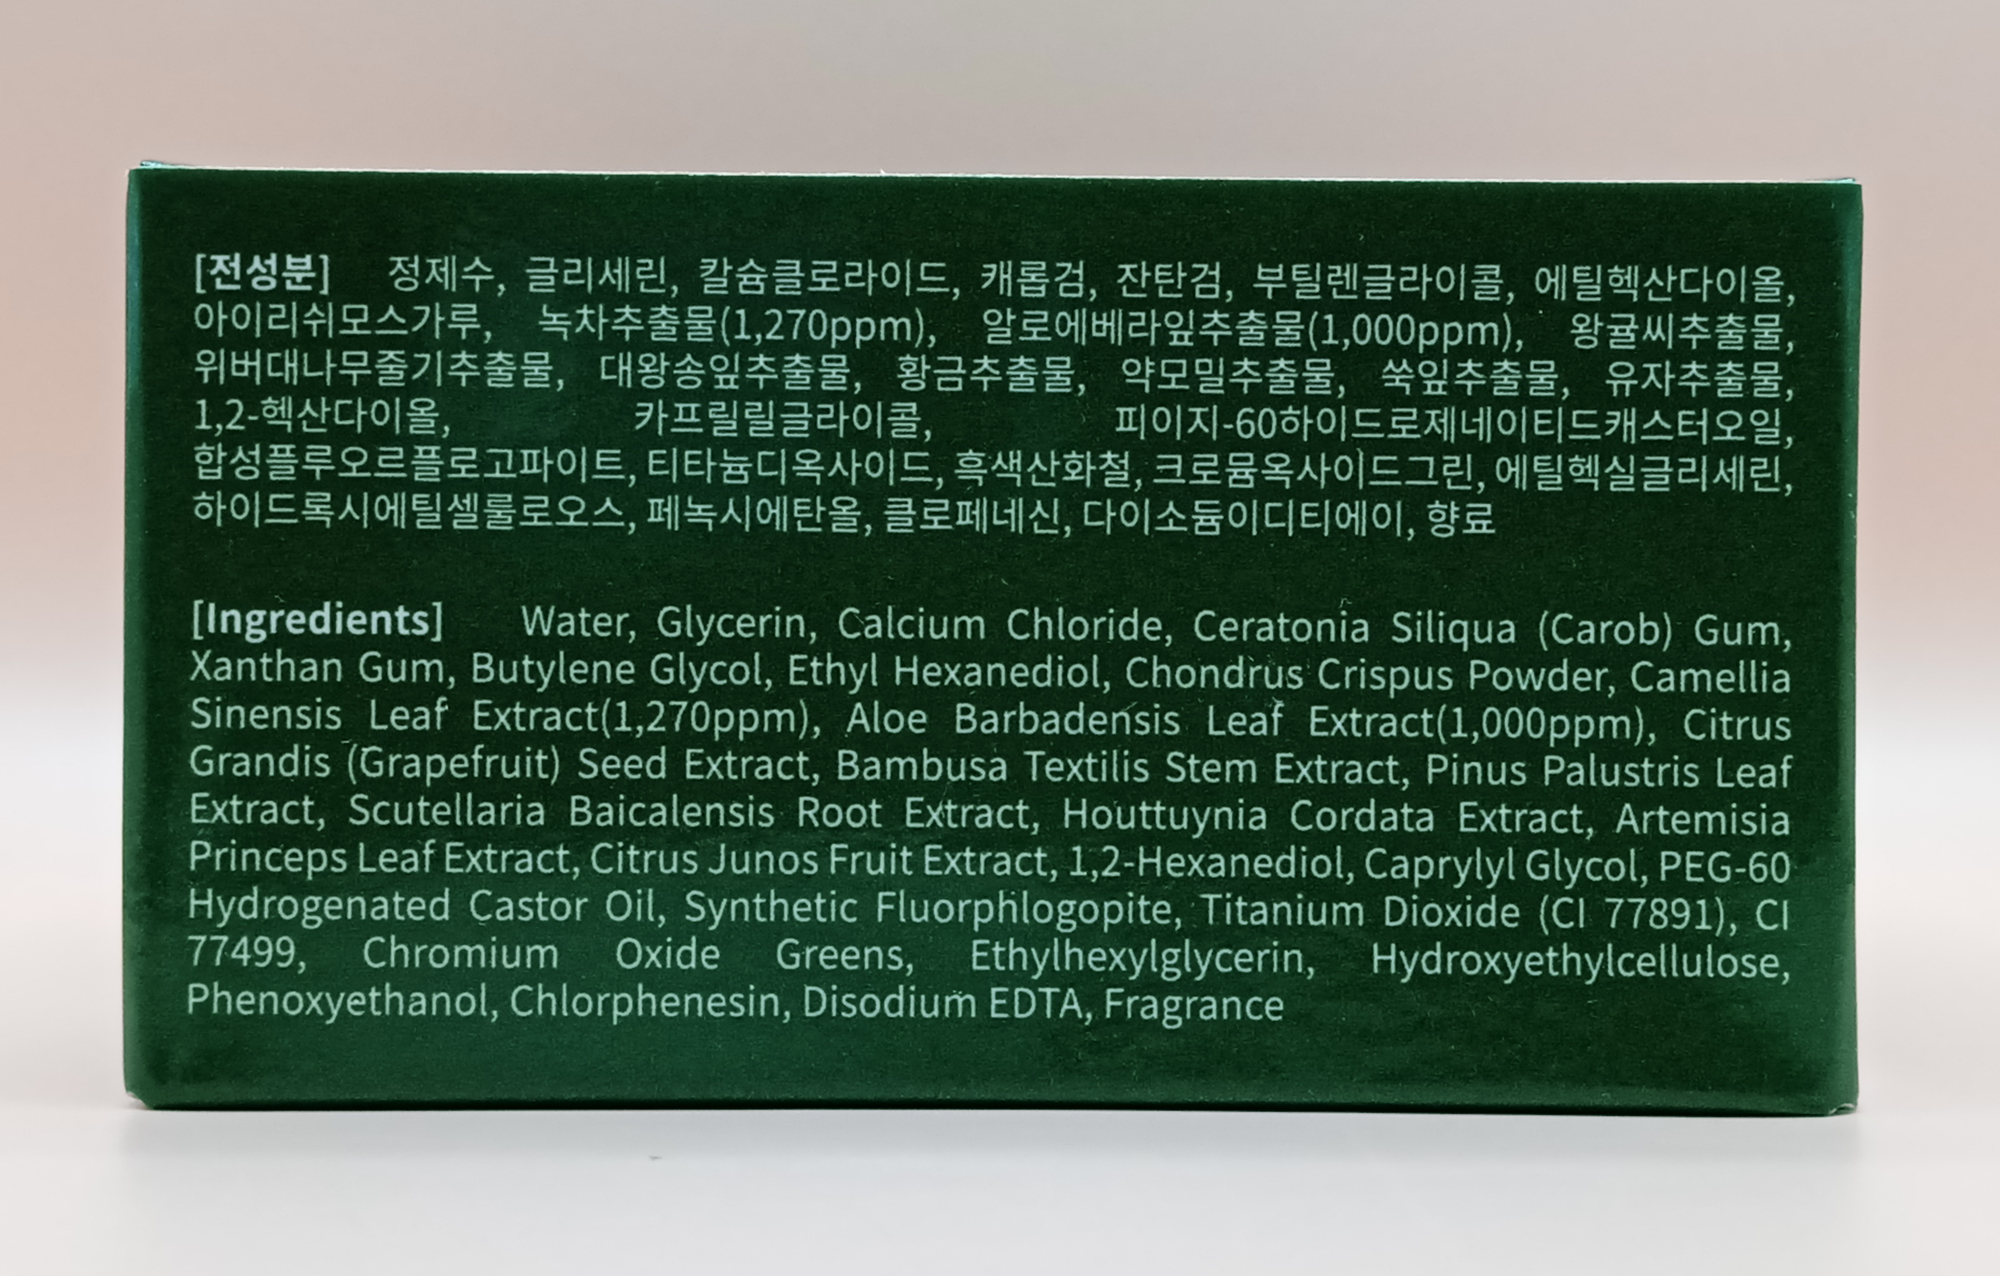 [전성분] 정제수, 글리세린, 칼슘클로라이드, 캐롭검, 잔탄검, 부틸렌글라이콜, 에틸헥산다이올,
아이리쉬모스가루, 녹차추출물(1,270ppm), 알로에베라잎추출물(1,000ppm), 왕귤씨추출물,
위버대나무줄기추출물, 대왕송잎추출물, 황금추출물, 약모밀추출물, 쑥잎추출물, 유자추출물,
1,2-헥산다이올, 카프릴릴글라이콜, 피이지-60하이드로제네이티드캐스터오일,
합성플루오르플로고파이트, 티타늄디옥사이드, 흑색산화철, 크로뮴옥사이드그린, 에틸헥실글리세린,
하이드록시에틸셀룰로오스, 페녹시에탄올, 클로페네신, 다이소듐이디티에이, 향료
[Ingredients] Water, Glycerin, Calcium Chloride, Ceratonia Siliqua (Carob) Gum,
Xanthan Gum, Butylene Glycol, Ethyl Hexanediol, Chondrus Crispus Powder, Camellia
Sinensis Leaf Extract(1,270ppm), Aloe Barbadensis Leaf Extract(1,000ppm), Citrus
Grandis (Grapefruit) Seed Extract, Bambusa Textilis Stem Extract, Pinus Palustris Leaf
Extract, Scutellaria Baicalensis Root Extract, Houttuynia Cordata Extract, Artemisia
Princeps Leaf Extract, Citrus Junos Fruit Extract, 1,2-Hexanediol, Caprylyl Glycol, PEG-60
Hydrogenated Castor Oil, Synthetic Fluorphlogopite, Titanium Dioxide (CI 77891), CI
77499, Chromium Oxide Greens, Ethylhexylglycerin, Hydroxyethylcellulose,
Phenoxyethanol, Chlorphenesin, Disodium EDTA, Fragrance